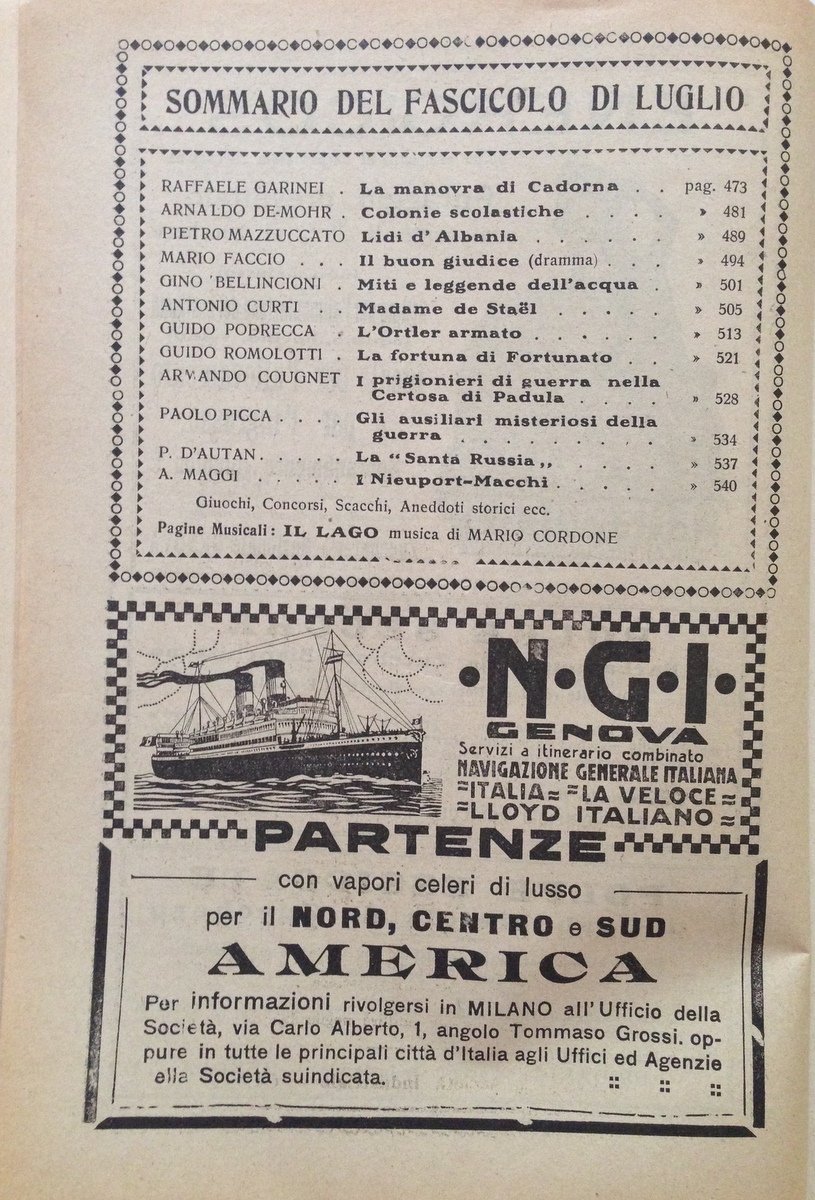 SOMMARIO DEL FASCICOLO DI LUGLIO
RAFFAELE GARINEI . La manovra di Cadorna . . pag. 473
ARNALDO DE-MOHR . Colonie scolastiche . . . . » 481
PIETRO MAZZUCCATO Lidi d'Albania . . . . . . » 489
MARIO FACCIO . . . Il buon giudice (dramma) . . . » 494
GINO BELLINCIONI . Miti e leggende dell'acqua . » 501
ANTONIO CURTI . . Madame de Staël . . . . . » 505
GUIDO PODRECCA . L'Ortler armato . . . . . . » 513
GUIDO ROMOLOTTI . La fortuna di Fortunato . . » 521
ARMANDO COUGNET I prigionieri di guerra nella
Certosa di Padula . . . . » 528
PAOLO PICCA . . . . Gli ausiliari misteriosi della
guerra . . . . . . . . . . » 534
P. D'AUTAN . . . . . La “Santa Russia„ . . . . » 537
A. MAGGI . . . . . I Nieuport-Macchi . . . . . » 540
Giuochi, Concorsi, Scacchi, Aneddoti storici ecc.
Pagine Musicali: IL LAGO musica di MARIO CORDONE
·N·G·I·
GENOVA
Servizi a itinerario combinato
NAVIGAZIONE GENERALE ITALIANA
=ITALIA= =LA VELOCE=
=LLOYD ITALIANO=
PARTENZE
con vapori celeri di lusso
per il NORD, CENTRO e SUD
AMERICA
Per informazioni rivolgersi in MILANO all'Ufficio della
Società, via Carlo Alberto, 1, angolo Tommaso Grossi. op-
pure in tutte le principali città d'Italia agli Uffici ed Agenzie
ella Società suindicata.